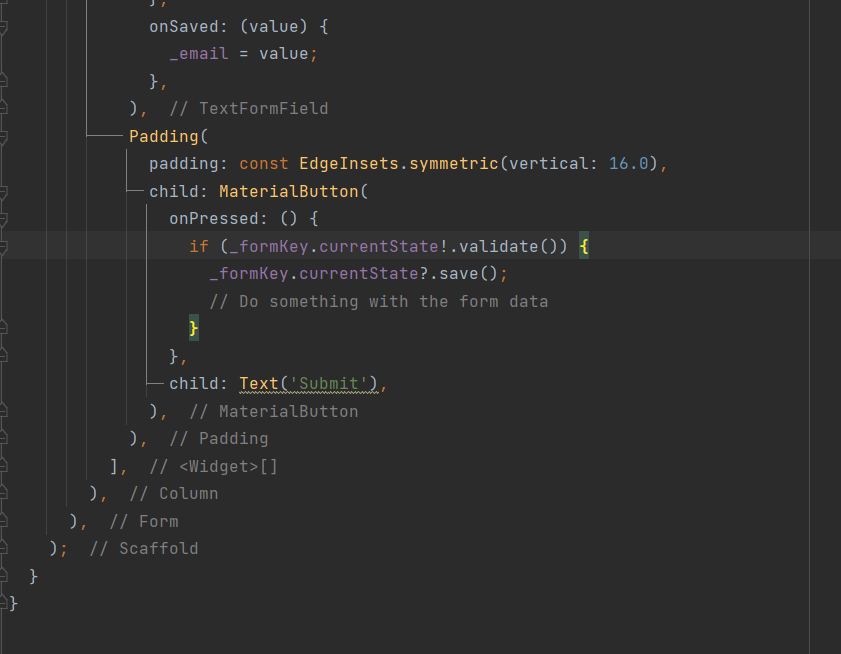 },
onSaved: (value) {
_email = value;
},
),  // TextFormField
Padding(
padding: const EdgeInsets.symmetric(vertical: 16.0),
child: MaterialButton(
onPressed: () {
if (_formKey.currentState!.validate()) {
_formKey.currentState?.save();
// Do something with the form data
}
},
child: Text('Submit'),
),  // MaterialButton
),  // Padding
],  // <Widget>[]
),  // Column
),  // Form
);  // Scaffold
}
}